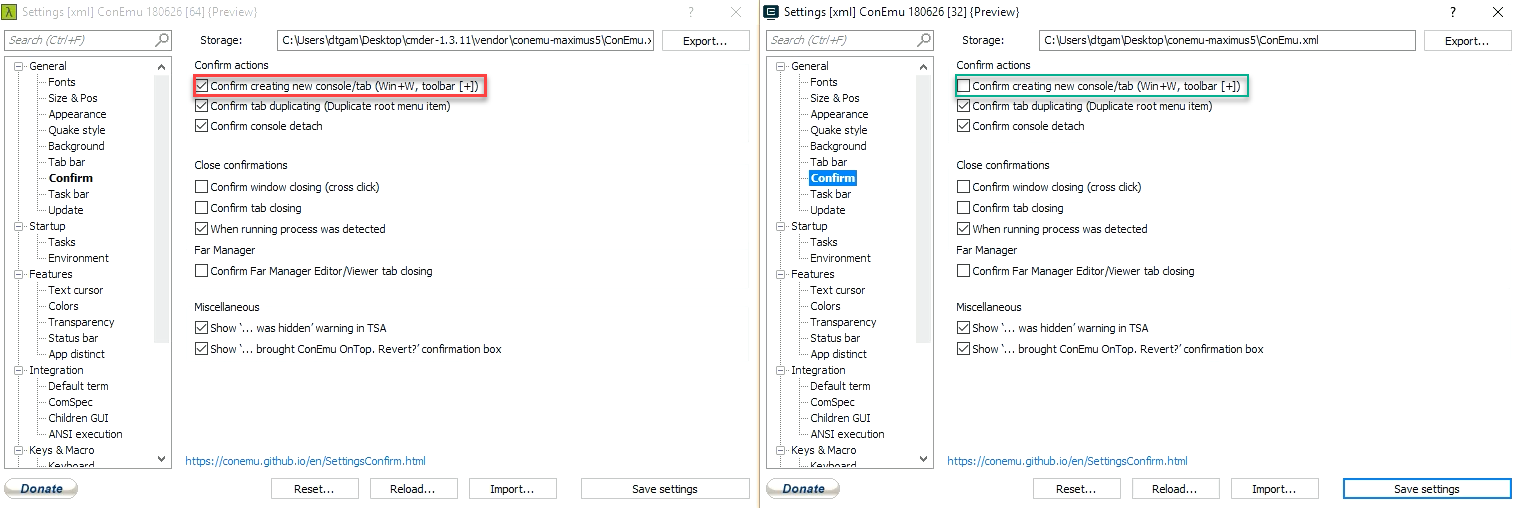 Settings [xml] ConEmu 180626 [64] {Preview}
?
Search (Ctrl+F)
Storage:
C:\Users\dtgam\Desktop\cmder-1.3.11\vendor\conemu-maximus5\ConEmu.x
Export...
General
Fonts
Size & Pos
Appearance
Quake style
Background
Tab bar
Confirm
Task bar
Update
Startup
Tasks
Environment
Features
Text cursor
Colors
Transparency
Status bar
App distinct
Integration
Default term
ComSpec
Children GUI
ANSI execution
Keys & Macro
Keyboard
Confirm actions
Confirm creating new console/tab (Win+W, toolbar [+])
Confirm tab duplicating (Duplicate root menu item)
Confirm console detach
Close confirmations
Confirm window closing (cross click)
Confirm tab closing
When running process was detected
Far Manager
Confirm Far Manager Editor/Viewer tab closing
Miscellaneous
Show ‘... was hidden’ warning in TSA
Show ‘... brought ConEmu OnTop. Revert?’ confirmation box
https://conemu.github.io/en/SettingsConfirm.html
Donate
Reset...
Reload...
Import...
Save settings
Settings [xml] ConEmu 180626 [32] {Preview}
?
Search (Ctrl+F)
Storage:
C:\Users\dtgam\Desktop\conemu-maximus5\ConEmu.xml
Export...
General
Fonts
Size & Pos
Appearance
Quake style
Background
Tab bar
Confirm
Task bar
Update
Startup
Tasks
Environment
Features
Text cursor
Colors
Transparency
Status bar
App distinct
Integration
Default term
ComSpec
Children GUI
ANSI execution
Keys & Macro
Keyboard
Confirm actions
Confirm creating new console/tab (Win+W, toolbar [+])
Confirm tab duplicating (Duplicate root menu item)
Confirm console detach
Close confirmations
Confirm window closing (cross click)
Confirm tab closing
When running process was detected
Far Manager
Confirm Far Manager Editor/Viewer tab closing
Miscellaneous
Show ‘... was hidden’ warning in TSA
Show ‘... brought ConEmu OnTop. Revert?’ confirmation box
https://conemu.github.io/en/SettingsConfirm.html
Donate
Reset...
Reload...
Import...
Save settings